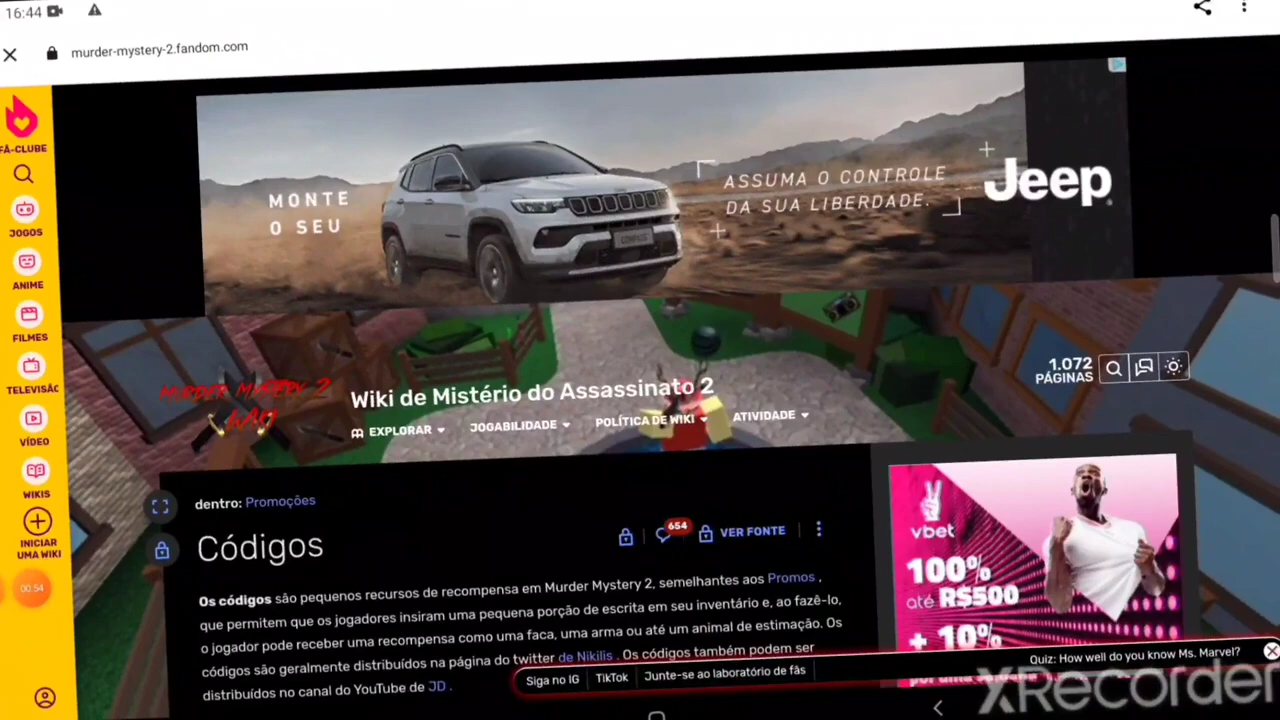 16:44
murder-mystery-2.fandom.com
MONTE
O SEU
ASSUMA O CONTROLE
DA SUA LIBERDADE.
Jeep
COMPASS
FÃ-CLUBE
JOGOS
ANIME
FILMES
TELEVISÃO
VÍDEO
WIKIS
INICIAR
UMA WIKI
00:54
MURDER MYSTERY 2
WIKI
Wiki de Mistério do Assassinato 2
1.072
PÁGINAS
EXPLORAR
JOGABILIDADE
POLÍTICA DE WIKI
ATIVIDADE
dentro: Promoções
Códigos
654
VER FONTE
Os códigos são pequenos recursos de recompensa em Murder Mystery 2, semelhantes aos Promos ,
que permitem que os jogadores insiram uma pequena porção de escrita em seu inventário e, ao fazê-lo,
o jogador pode receber uma recompensa como uma faca, uma arma ou até um animal de estimação. Os
códigos são geralmente distribuídos na página do twitter de Nikilis . Os códigos também podem ser
distribuídos no canal do YouTube de JD .
vbet
100%
até R$500
+ 10%
Quiz: How well do you know Ms. Marvel?
Siga no IG
TikTok
Junte-se ao laboratório de fãs
XRecorder